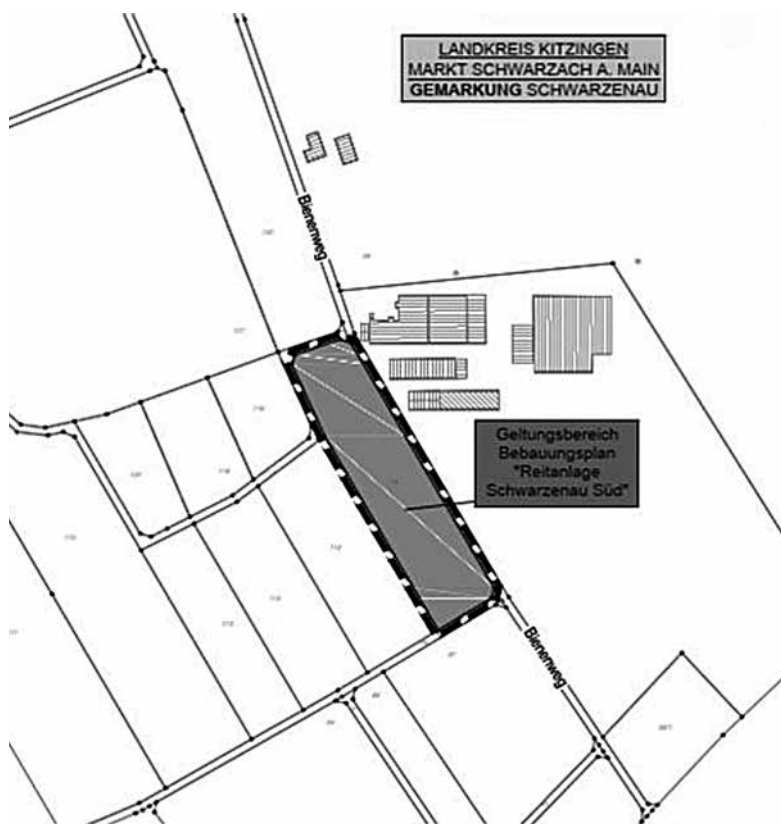 LANDKREIS KITZINGEN
MARKT SCHWARZACH A. MAIN
GEMARKUNG SCHWARZENAU
Bienenweg
Geltungsbereich
Bebauungsplan
"Reitanlage
Schwarzenau Süd"
Bienenweg